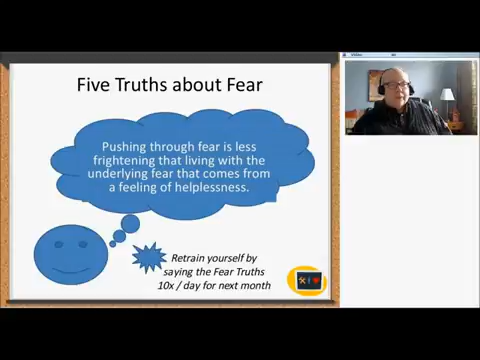 Five Truths about Fear
Pushing through fear is less
frightening that living with the
underlying fear that comes from
a feeling of helplessness.
Retrain yourself by
saying the Fear Truths
10x / day for next month
Video